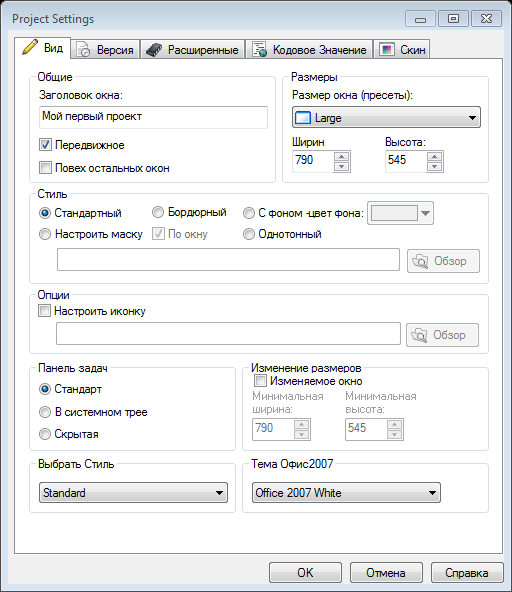 Project Settings
Вид
Версия
Расширенные
Кодовое Значение
Скин
Общие
Заголовок окна:
Мой первый проект
Передвижное
Повех остальных окон
Размеры
Размер окна (пресеты):
Large
Ширин
Высота:
790
545
Стиль
Стандартный
Бордюрный
С фоном -цвет фона:
Настроить маску
По окну
Однотонный
Обзор
Опции
Настроить иконку
Обзор
Панель задач
Стандарт
В системном трее
Скрытая
Изменение размеров
Изменяемое окно
Минимальная ширина:
Минимальная высота:
790
545
Выбрать Стиль
Standard
Тема Офис2007
Office 2007 White
OK
Отмена
Справка